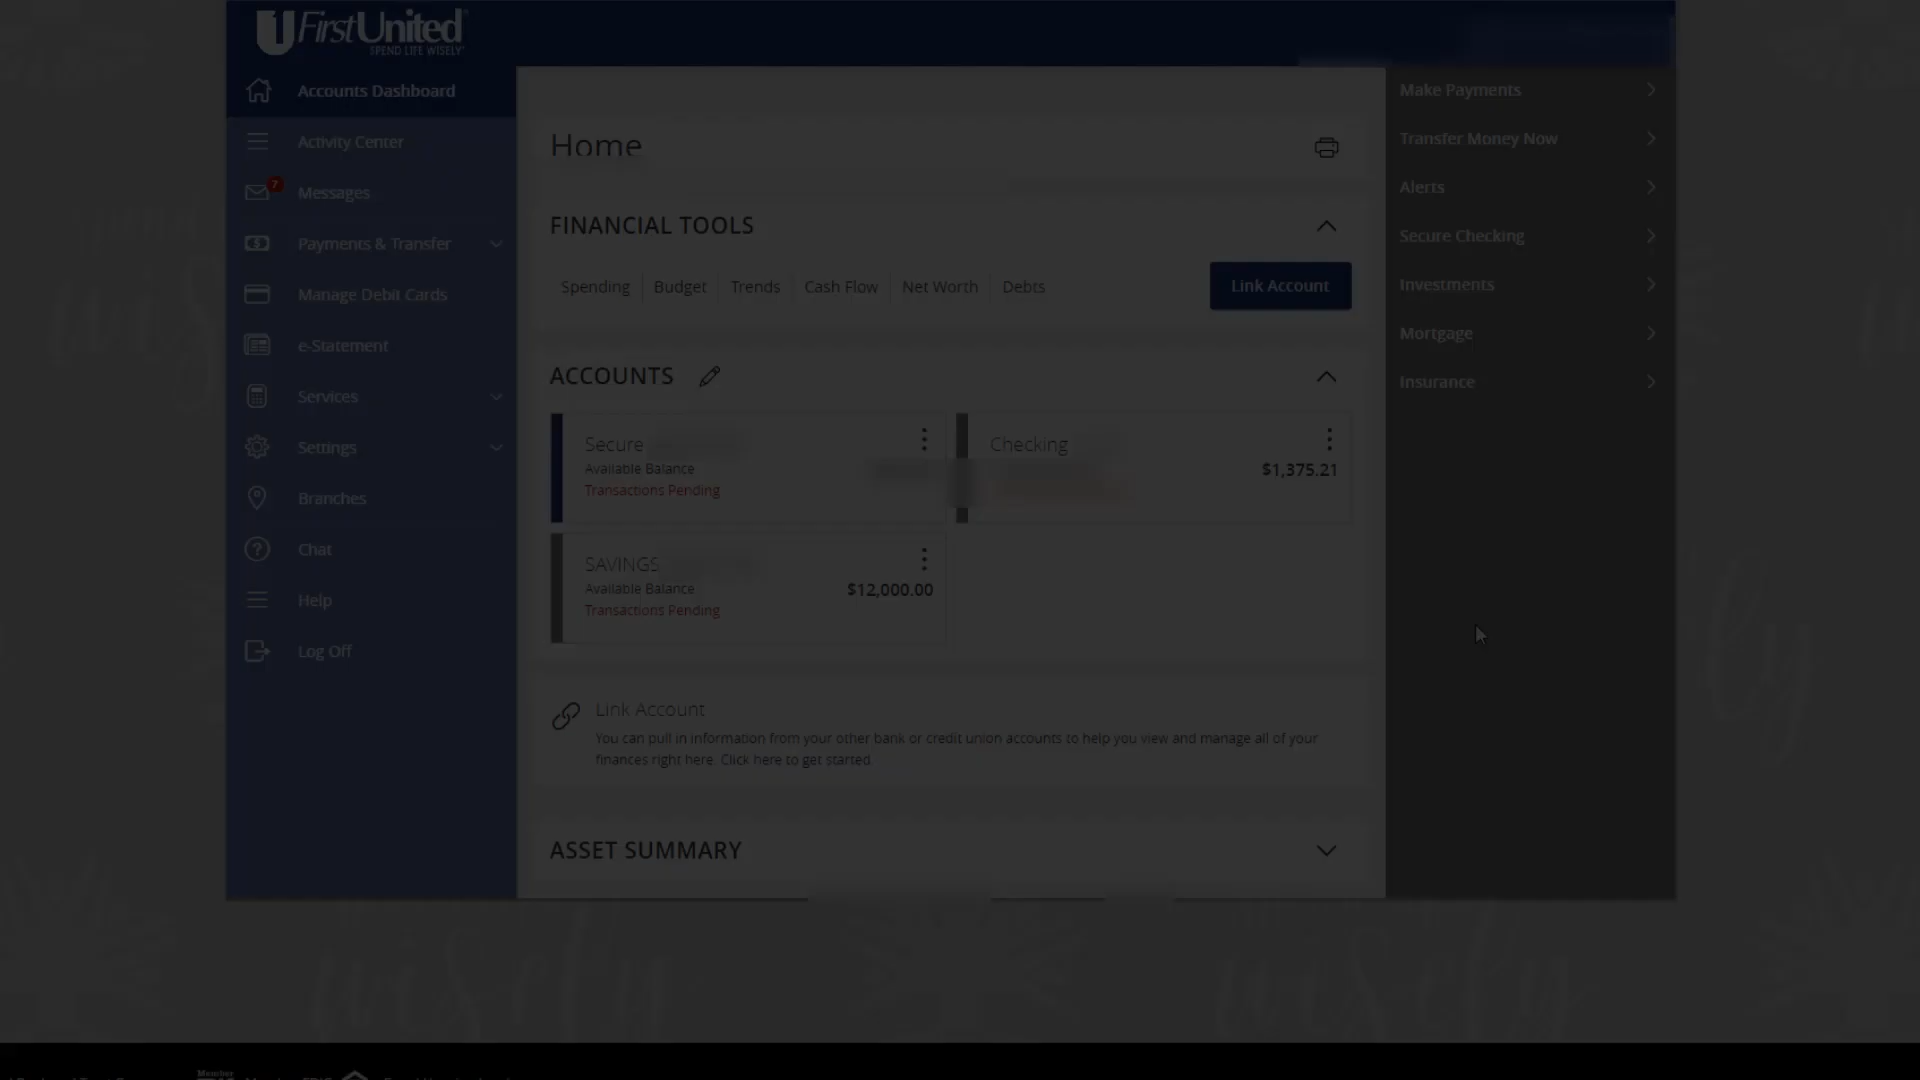 FirstUnited
SPEND LIFE WISELY
Accounts Dashboard
Activity Center
7
Messages
Payments & Transfer
Manage Debit Cards
e-Statement
Services
Settings
Branches
Chat
Help
Log Off
Home
FINANCIAL TOOLS
Spending
Budget
Trends
Cash Flow
Net Worth
Debts
Link Account
ACCOUNTS
Secure
Available Balance
Transactions Pending
Checking
$1,375.21
SAVINGS
Available Balance
$12,000.00
Transactions Pending
Link Account
You can pull in information from your other bank or credit union accounts to help you view and manage all of your
finances right here. Click here to get started
ASSET SUMMARY
Make Payments
Transfer Money Now
Alerts
Secure Checking
Investments
Mortgage
Insurance
wisely
wisely
Member